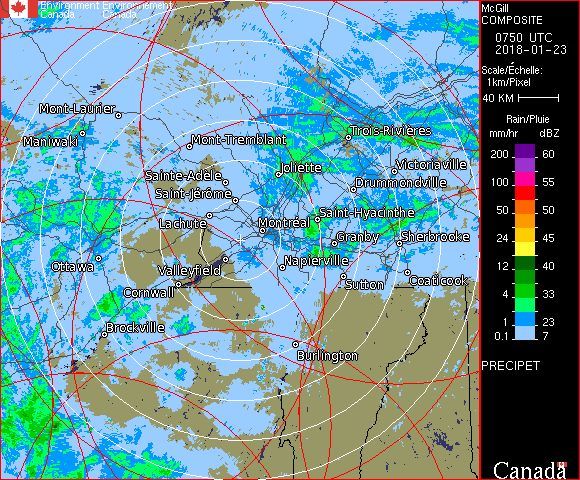 Environment Environnement
Canada Canada
McGill
COMPOSITE
0750 UTC
2018-01-23
Scale/Échelle:
1km/Pixel
40 KM
Rain/Pluie
mm/hr dBZ
200 60
100 55
50 50
24 45
12 40
4 33
1 23
0.1 7
PRECIPET
Mont-Laurier
Maniwaki
Mont-Tremblant
Trois-Rivières
Joliette
Victoriaville
Sainte-Adèle
Drummondville
Saint-Jérôme
Lachute
Saint-Hyacinthe
Montréal
Granby
Sherbrooke
Ottawa
Valleyfield
Napierville
Cornwall
Sutton
Coaticook
Brockville
Burlington
Canada